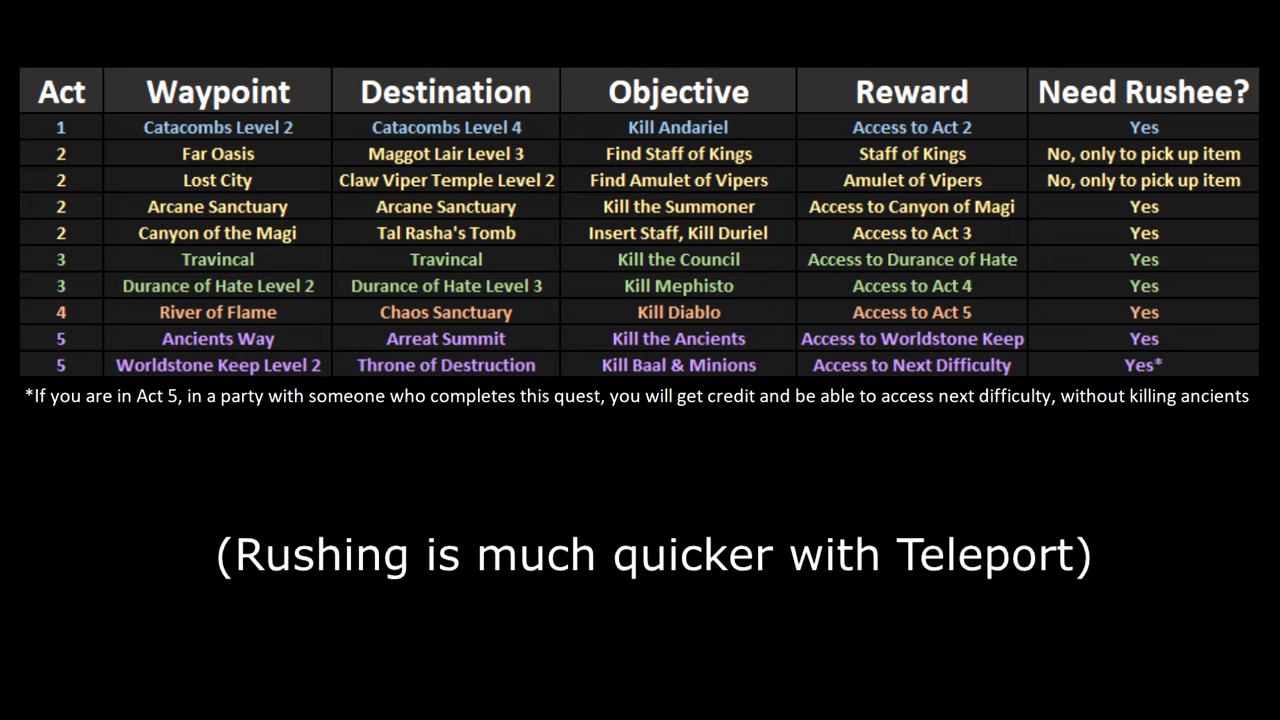 Act Waypoint Destination Objective Reward Need Rushee?
1 Catacombs Level 2 Catacombs Level 4 Kill Andariel Access to Act 2 Yes
2 Far Oasis Maggot Lair Level 3 Find Staff of Kings Staff of Kings No, only to pick up item
2 Lost City Claw Viper Temple Level 2 Find Amulet of Vipers Amulet of Vipers No, only to pick up item
2 Arcane Sanctuary Arcane Sanctuary Kill the Summoner Access to Canyon of Magi Yes
2 Canyon of the Magi Tal Rasha's Tomb Insert Staff, Kill Duriel Access to Act 3 Yes
3 Travincal Travincal Kill the Council Access to Durance of Hate Yes
3 Durance of Hate Level 2 Durance of Hate Level 3 Kill Mephisto Access to Act 4 Yes
4 River of Flame Chaos Sanctuary Kill Diablo Access to Act 5 Yes
5 Ancients Way Arreat Summit Kill the Ancients Access to Worldstone Keep Yes
5 Worldstone Keep Level 2 Throne of Destruction Kill Baal & Minions Access to Next Difficulty Yes*
*If you are in Act 5, in a party with someone who completes this quest, you will get credit and be able to access next difficulty, without killing ancients
(Rushing is much quicker with Teleport)